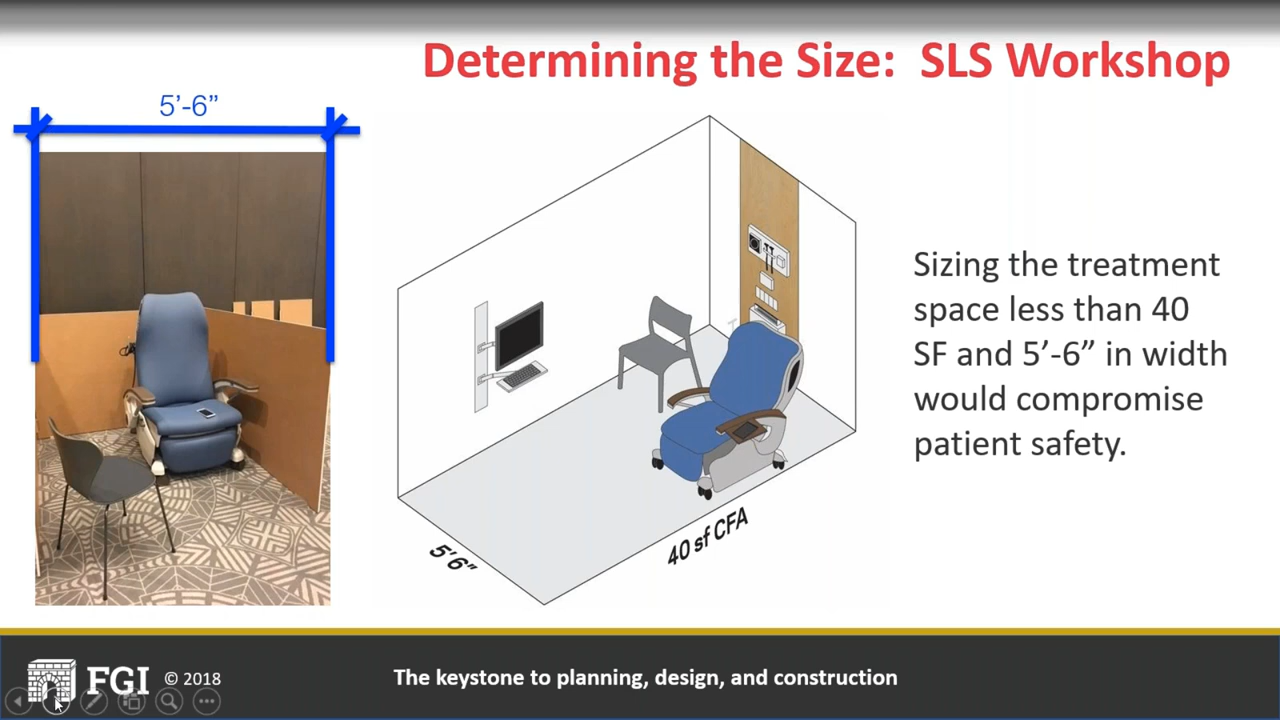 Determining the Size:  SLS Workshop
5’-6”
5’ 6”
40 sf CFA
Sizing the treatment
space less than 40
SF and 5’-6” in width
would compromise
patient safety.
FGI © 2018
The keystone to planning, design, and construction